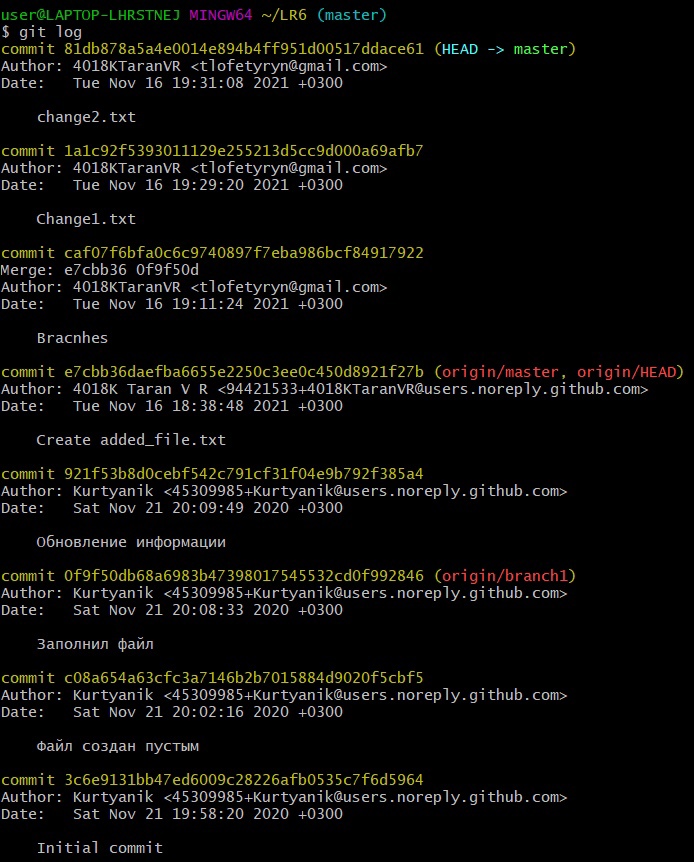 user@LAPTOP-LHRSTNEJ MINGW64 ~/LR6 (master)
$ git log
commit 81db878a5a4e0014e894b4ff951d00517ddace61 (HEAD -> master)
Author: 4018KTaranVR <tlofetyryn@gmail.com>
Date:   Tue Nov 16 19:31:08 2021 +0300
    change2.txt
commit 1a1c92f5393011129e255213d5cc9d000a69afb7
Author: 4018KTaranVR <tlofetyryn@gmail.com>
Date:   Tue Nov 16 19:29:20 2021 +0300
    Change1.txt
commit caf07f6bfa0c6c9740897f7eba986bcf84917922
Merge: e7cbb36 0f9f50d
Author: 4018KTaranVR <tlofetyryn@gmail.com>
Date:   Tue Nov 16 19:11:24 2021 +0300
    Bracnhes
commit e7cbb36daefba6655e2250c3ee0c450d8921f27b (origin/master, origin/HEAD)
Author: 4018K Taran V R <94421533+4018KTaranVR@users.noreply.github.com>
Date:   Tue Nov 16 18:38:48 2021 +0300
    Create added_file.txt
commit 921f53b8d0cebf542c791cf31f04e9b792f385a4
Author: Kurtyanik <45309985+Kurtyanik@users.noreply.github.com>
Date:   Sat Nov 21 20:09:49 2020 +0300
    Обновление информации
commit 0f9f50db68a6983b47398017545532cd0f992846 (origin/branch1)
Author: Kurtyanik <45309985+Kurtyanik@users.noreply.github.com>
Date:   Sat Nov 21 20:08:33 2020 +0300
    Заполнил файл
commit c08a654a63cfc3a7146b2b7015884d9020f5cbf5
Author: Kurtyanik <45309985+Kurtyanik@users.noreply.github.com>
Date:   Sat Nov 21 20:02:16 2020 +0300
    Файл создан пустым
commit 3c6e9131bb47ed6009c28226afb0535c7f6d5964
Author: Kurtyanik <45309985+Kurtyanik@users.noreply.github.com>
Date:   Sat Nov 21 19:58:20 2020 +0300
    Initial commit